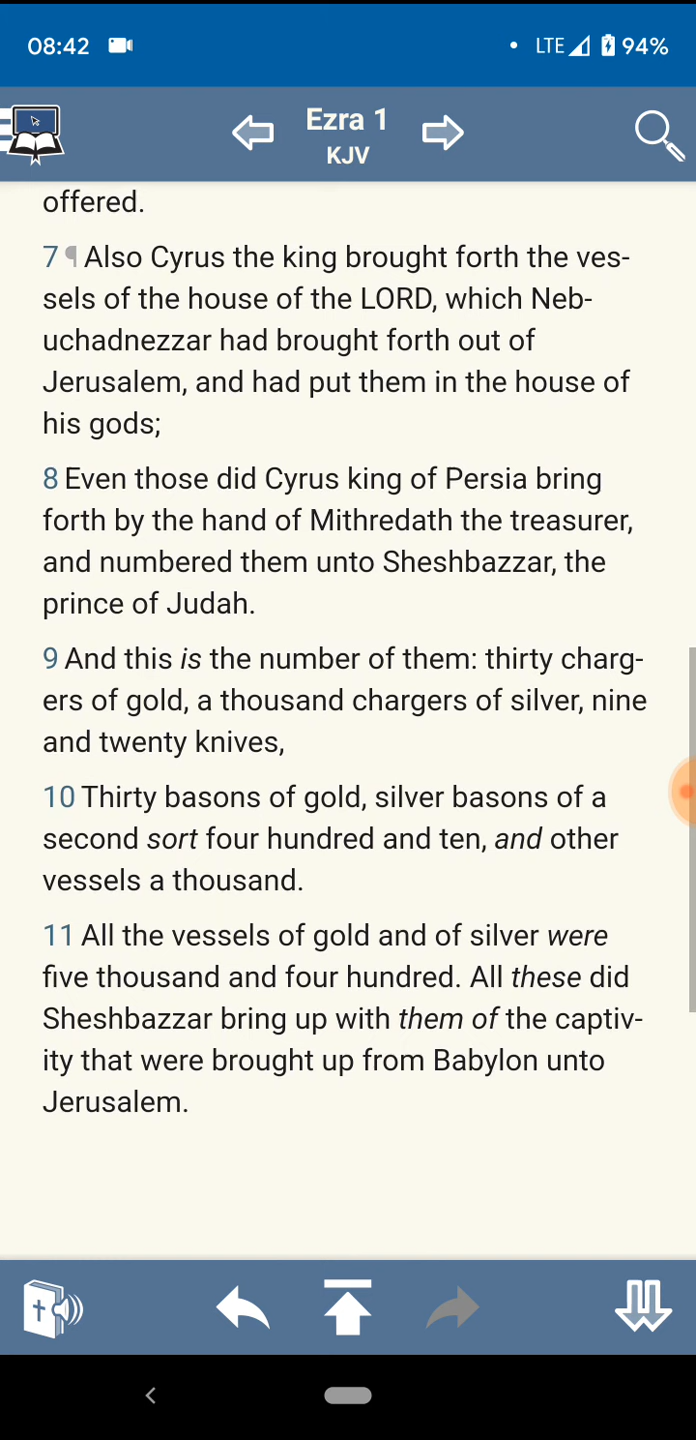 08:42
LTE 94%
Ezra 1
KJV
offered.
7 ¶ Also Cyrus the king brought forth the ves-
sels of the house of the LORD, which Neb-
uchadnezzar had brought forth out of
Jerusalem, and had put them in the house of
his gods;
8 Even those did Cyrus king of Persia bring
forth by the hand of Mithredath the treasurer,
and numbered them unto Sheshbazzar, the
prince of Judah.
9 And this is the number of them: thirty charg-
ers of gold, a thousand chargers of silver, nine
and twenty knives,
10 Thirty basons of gold, silver basons of a
second sort four hundred and ten, and other
vessels a thousand.
11 All the vessels of gold and of silver were
five thousand and four hundred. All these did
Sheshbazzar bring up with them of the captiv-
ity that were brought up from Babylon unto
Jerusalem.